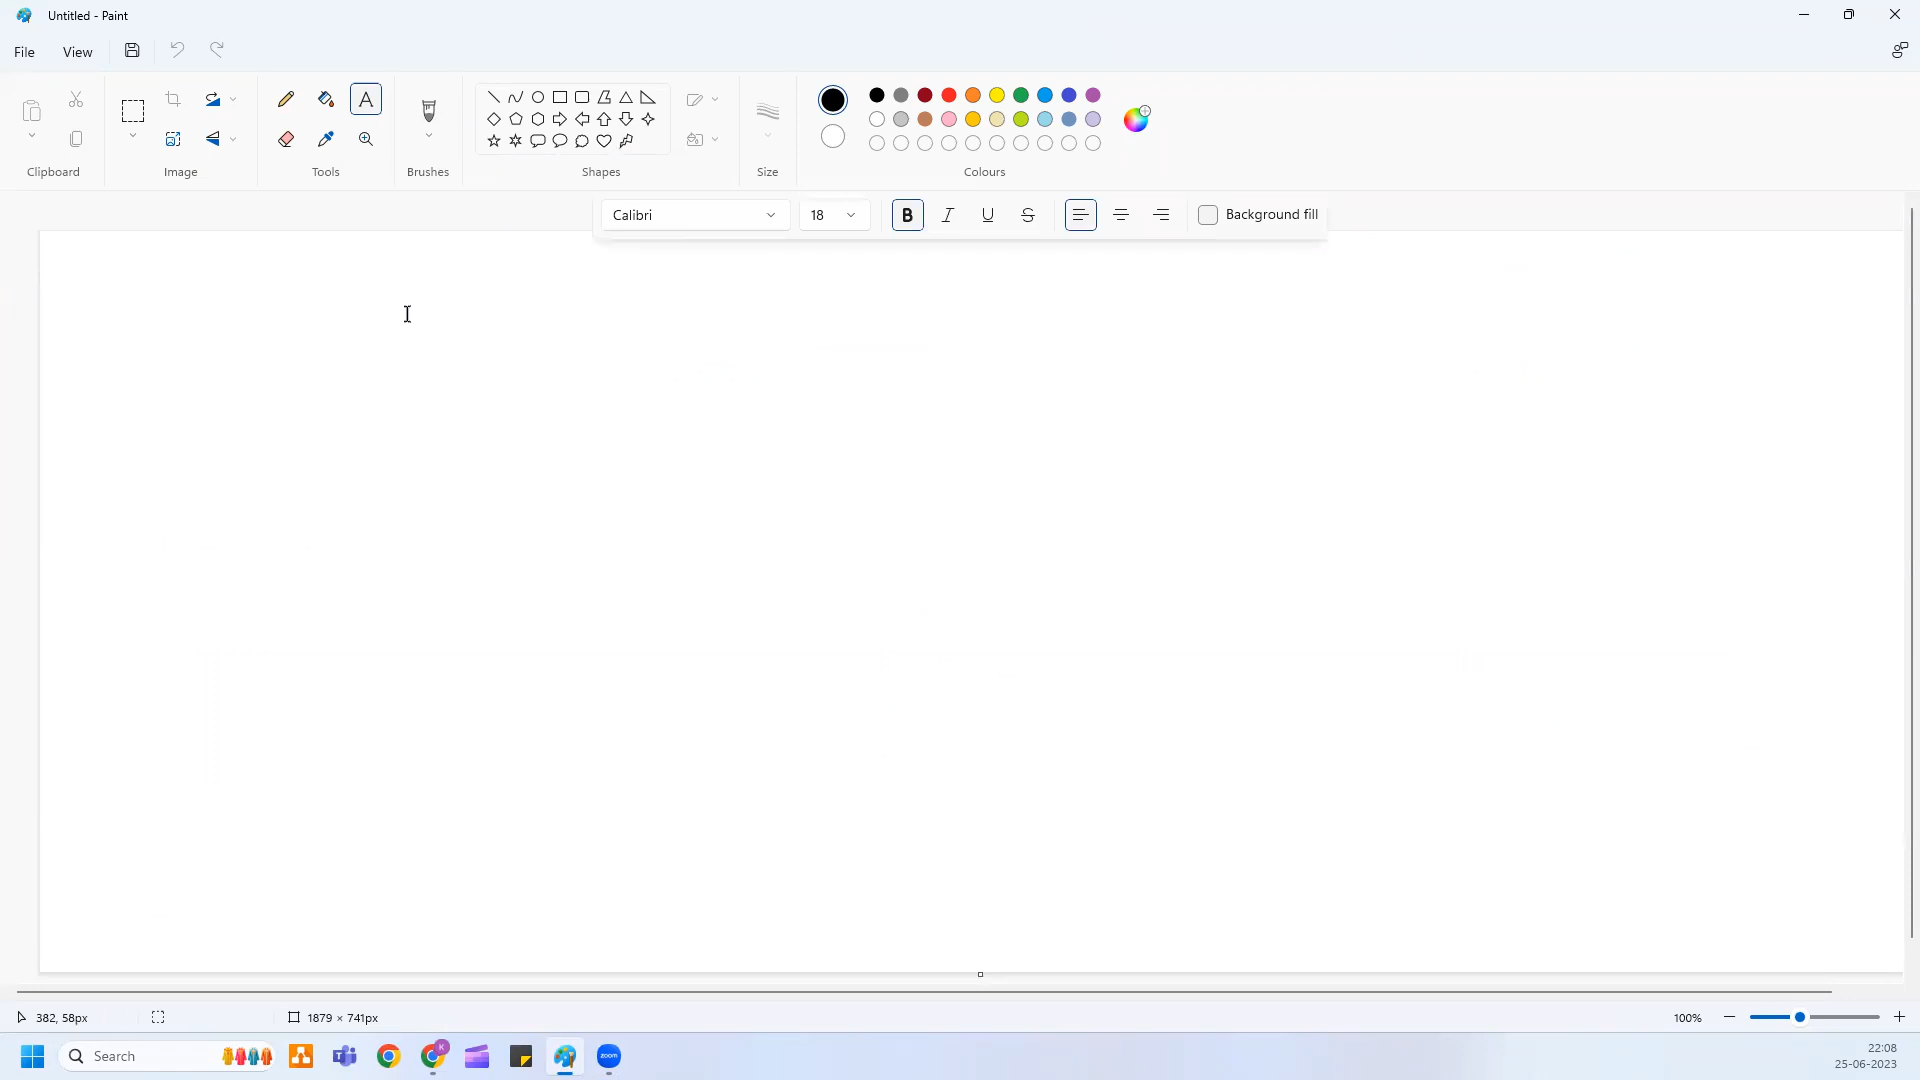 Untitled - Paint
File View
Clipboard Image Tools Brushes Shapes Size Colours
Calibri 18 B I U S Background fill
382, 58px 1879 × 741px 100%
Search zoom 22:08
25-06-2023